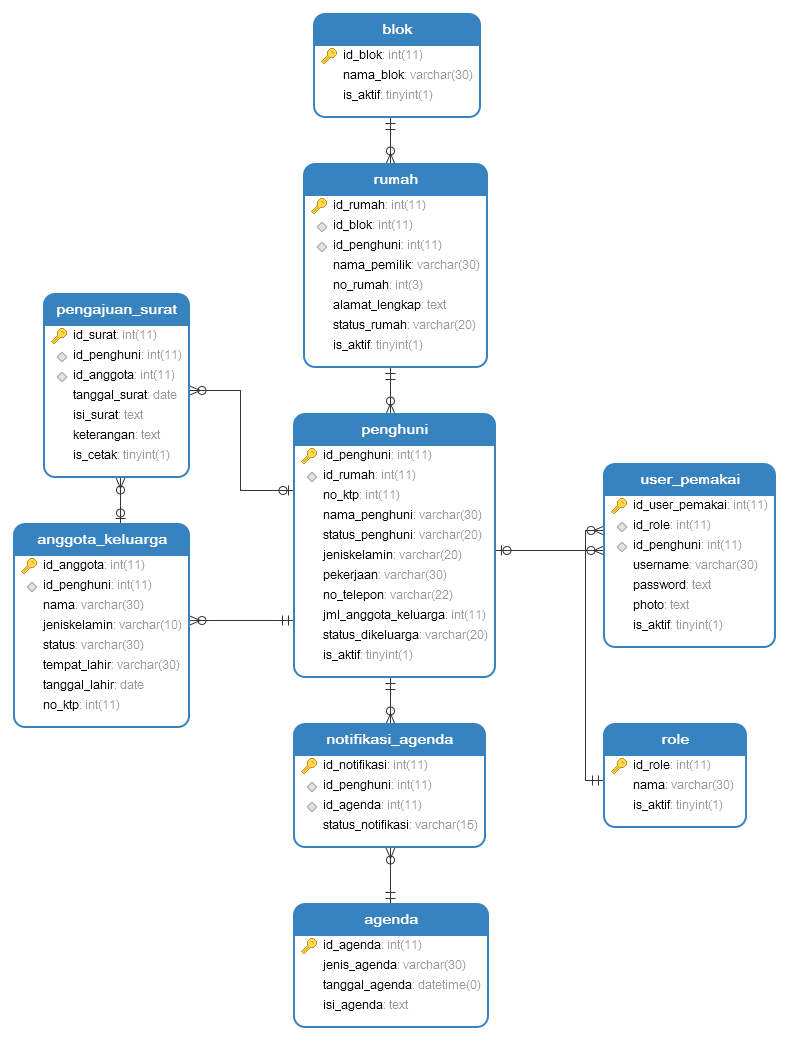 blok
id_blok: int(11)
nama_blok: varchar(30)
is_aktif: tinyint(1)
rumah
id_rumah: int(11)
id_blok: int(11)
id_penghuni: int(11)
nama_pemilik: varchar(30)
no_rumah: int(3)
alamat_lengkap: text
status_rumah: varchar(20)
is_aktif: tinyint(1)
pengajuan_surat
id_surat: int(11)
id_penghuni: int(11)
id_anggota: int(11)
tanggal_surat: date
isi_surat: text
keterangan: text
is_cetak: tinyint(1)
penghuni
id_penghuni: int(11)
id_rumah: int(11)
no_ktp: int(11)
nama_penghuni: varchar(30)
status_penghuni: varchar(20)
jeniskelamin: varchar(20)
pekerjaan: varchar(30)
no_telepon: varchar(22)
jml_anggota_keluarga: int(11)
status_dikeluarga: varchar(20)
is_aktif: tinyint(1)
user_pemakai
id_user_pemakai: int(11)
id_role: int(11)
id_penghuni: int(11)
username: varchar(30)
password: text
photo: text
is_aktif: tinyint(1)
anggota_keluarga
id_anggota: int(11)
id_penghuni: int(11)
nama: varchar(30)
jeniskelamin: varchar(10)
status: varchar(30)
tempat_lahir: varchar(30)
tanggal_lahir: date
no_ktp: int(11)
notifikasi_agenda
id_notifikasi: int(11)
id_penghuni: int(11)
id_agenda: int(11)
status_notifikasi: varchar(15)
role
id_role: int(11)
nama: varchar(30)
is_aktif: tinyint(1)
agenda
id_agenda: int(11)
jenis_agenda: varchar(30)
tanggal_agenda: datetime(0)
isi_agenda: text